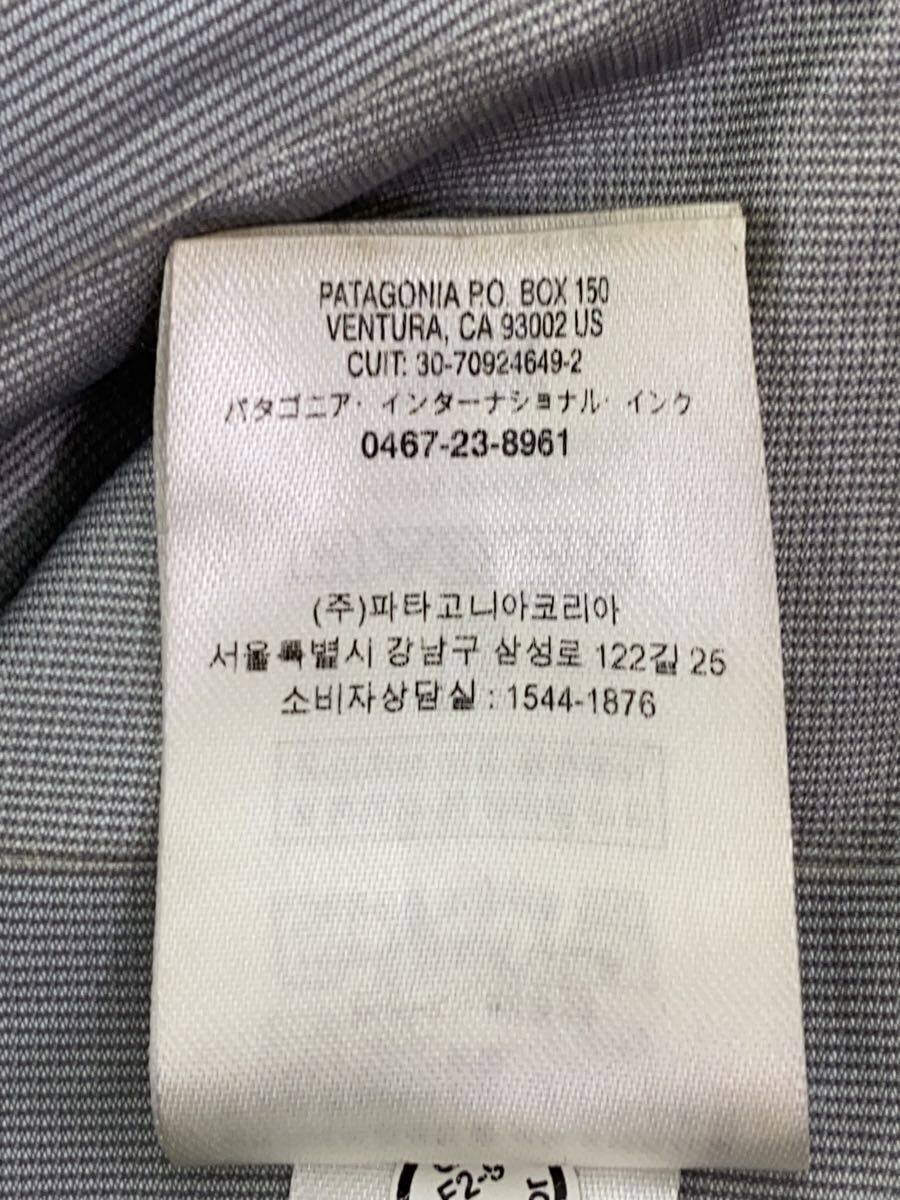 PATAGONIA P.O. BOX 150
VENTURA, CA 93002 US
CUIT: 30-70924649-2
パタゴニア・インターナショナル・インク
0467-23-8961
(주)파타고니아코리아
서울특별시 강남구 삼성로 122길 25
소비자상담실 : 1544-1876